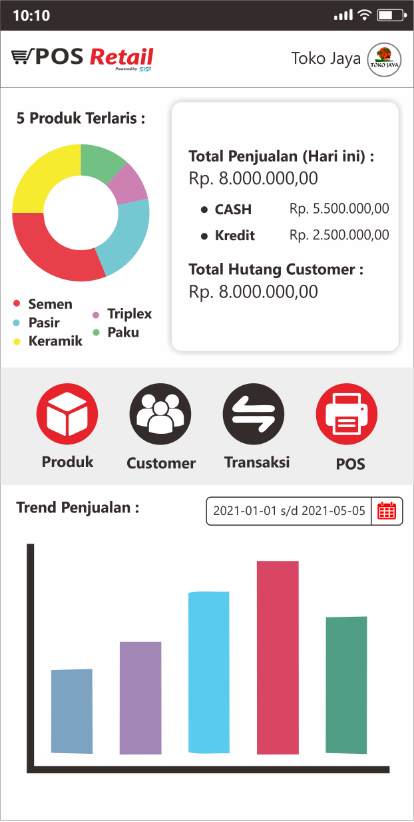 10:10
POS Retail
Powered by SISI
Toko Jaya
TOKO JAYA
5 Produk Terlaris :
Semen
Pasir
Keramik
Triplex
Paku
Total Penjualan (Hari ini) :
Rp. 8.000.000,00
CASH Rp. 5.500.000,00
Kredit Rp. 2.500.000,00
Total Hutang Customer :
Rp. 8.000.000,00
Produk
Customer
Transaksi
POS
Trend Penjualan :
2021-01-01 s/d 2021-05-05